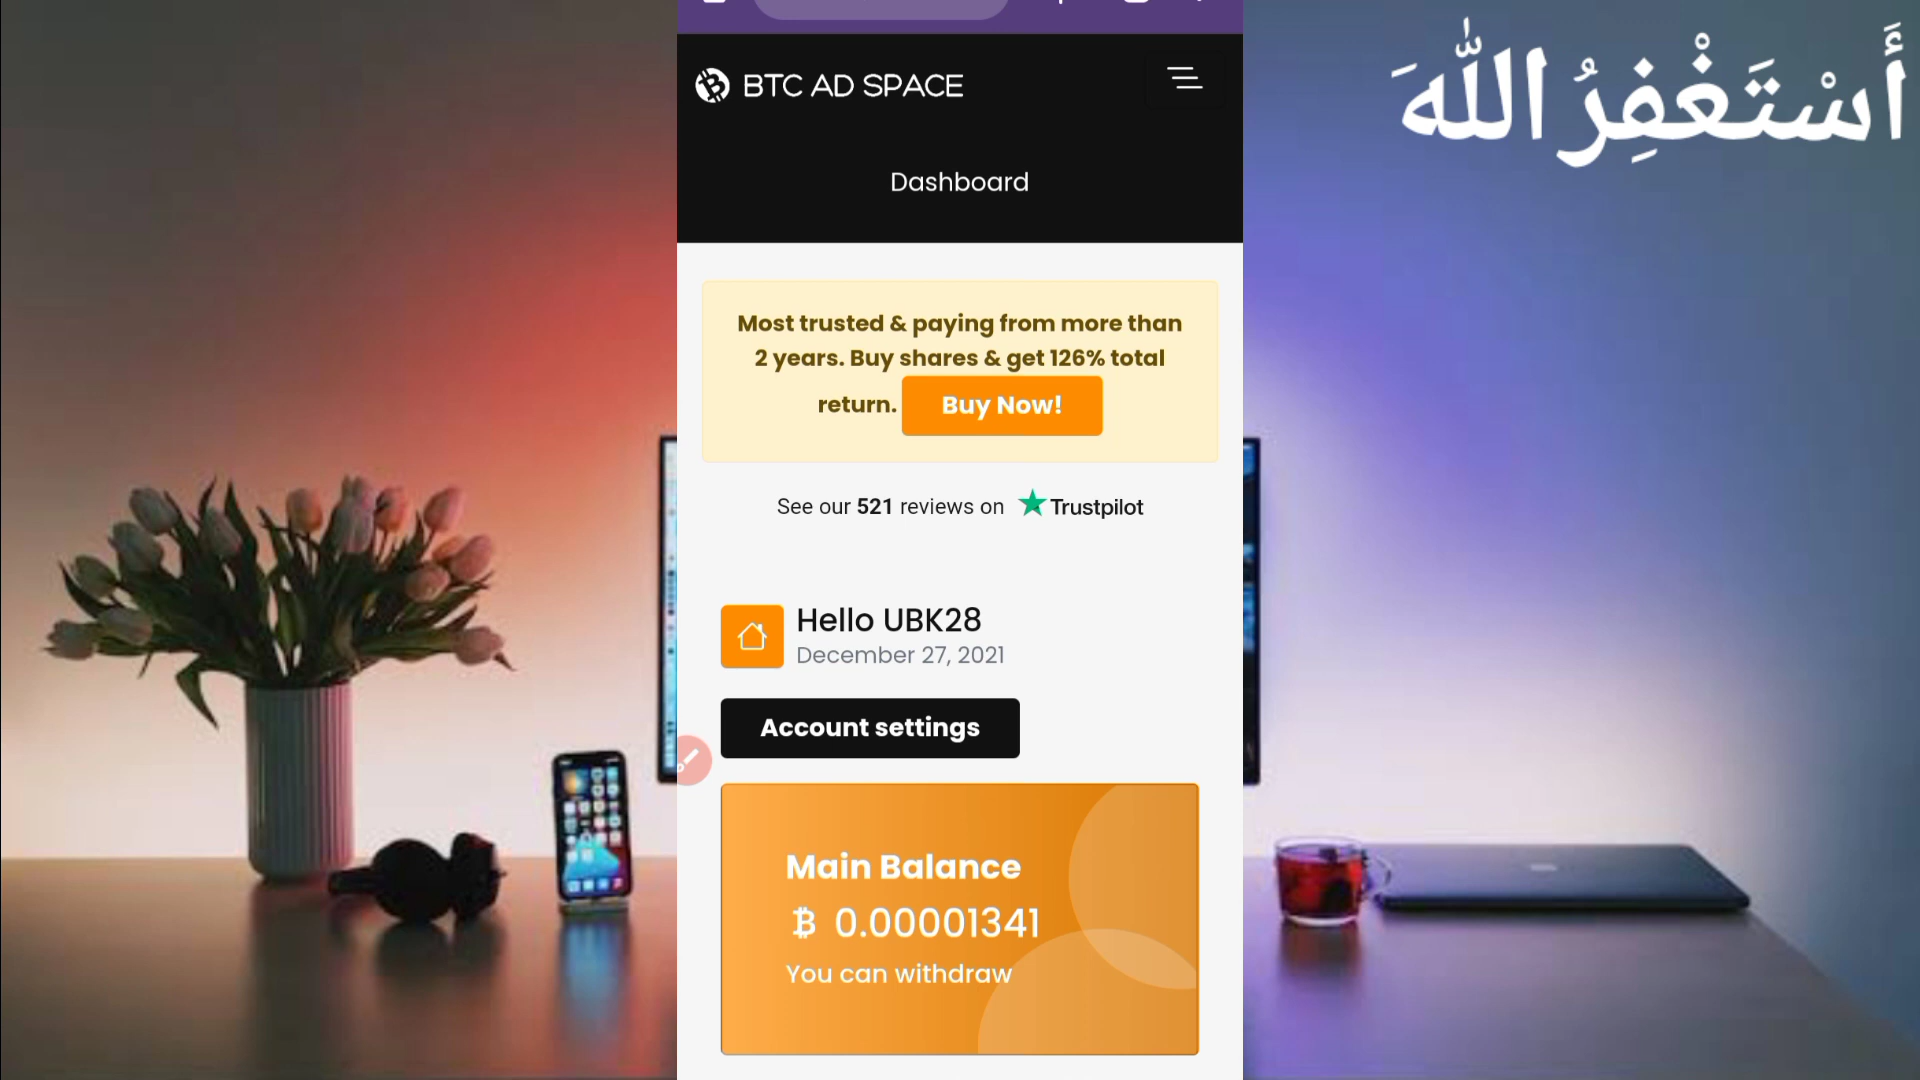 أَسْتَغْفِرُ اللّٰهَ
BTC AD SPACE
Dashboard
Most trusted & paying from more than
2 years. Buy shares & get 126% total
return. Buy Now!
See our 521 reviews on Trustpilot
Hello UBK28
December 27, 2021
Account settings
Main Balance
₿ 0.00001341
You can withdraw